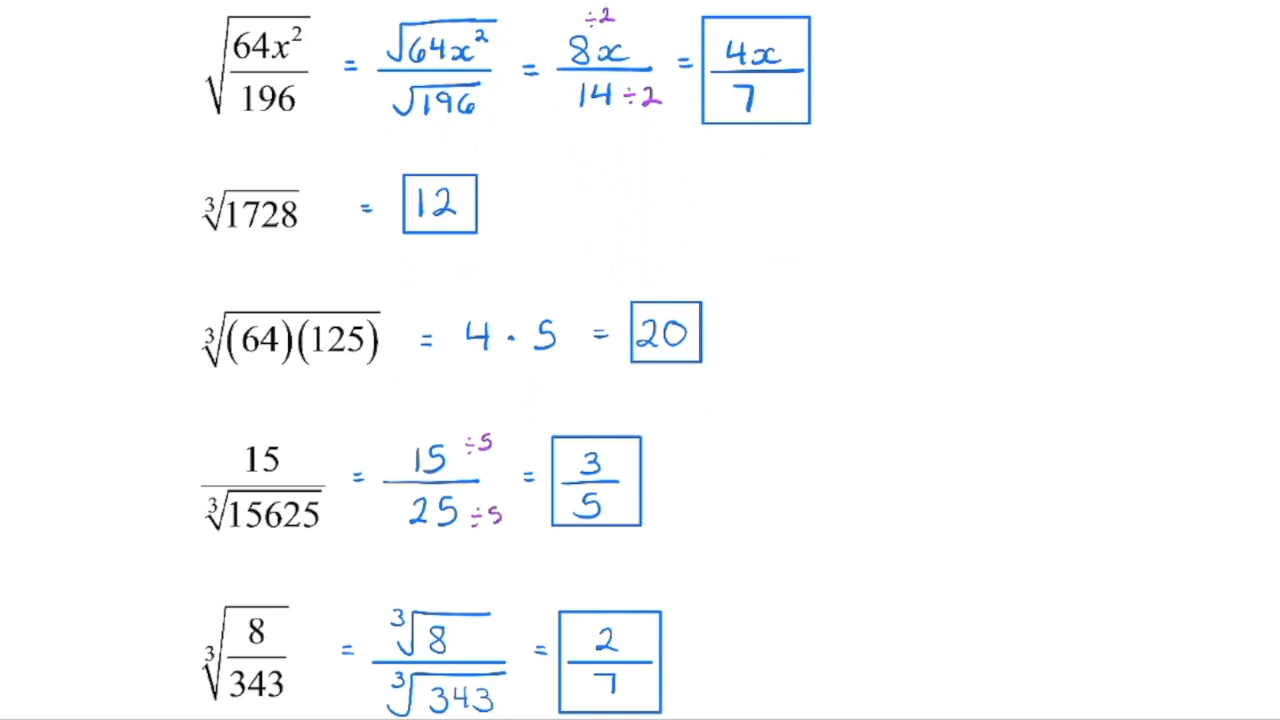 √(64x²/196) = √64x²/√196 = 8x ÷2/14 ÷2 = 4x/7
∛1728 = 12
∛(64)(125) = 4 · 5 = 20
15/∛15625 = 15 ÷5/25 ÷5 = 3/5
∛(8/343) = ∛8/∛343 = 2/7